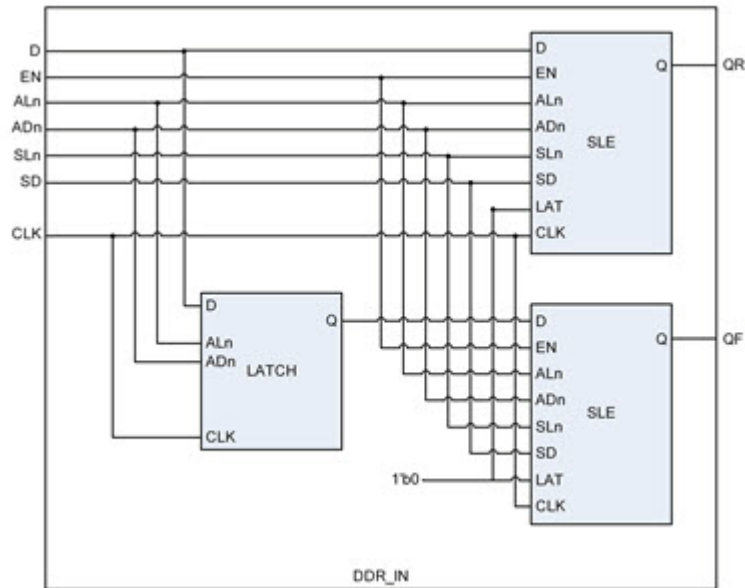 D
EN
ALn
ADn
SLn
SD
CLK
D
EN
ALn
ADn
SLn
SD
LAT
CLK
SLE
Q
QR
D
ALn
ADn
CLK
LATCH
Q
D
EN
ALn
ADn
SLn
SD
LAT
CLK
SLE
Q
QF
1'b0
DDR_IN